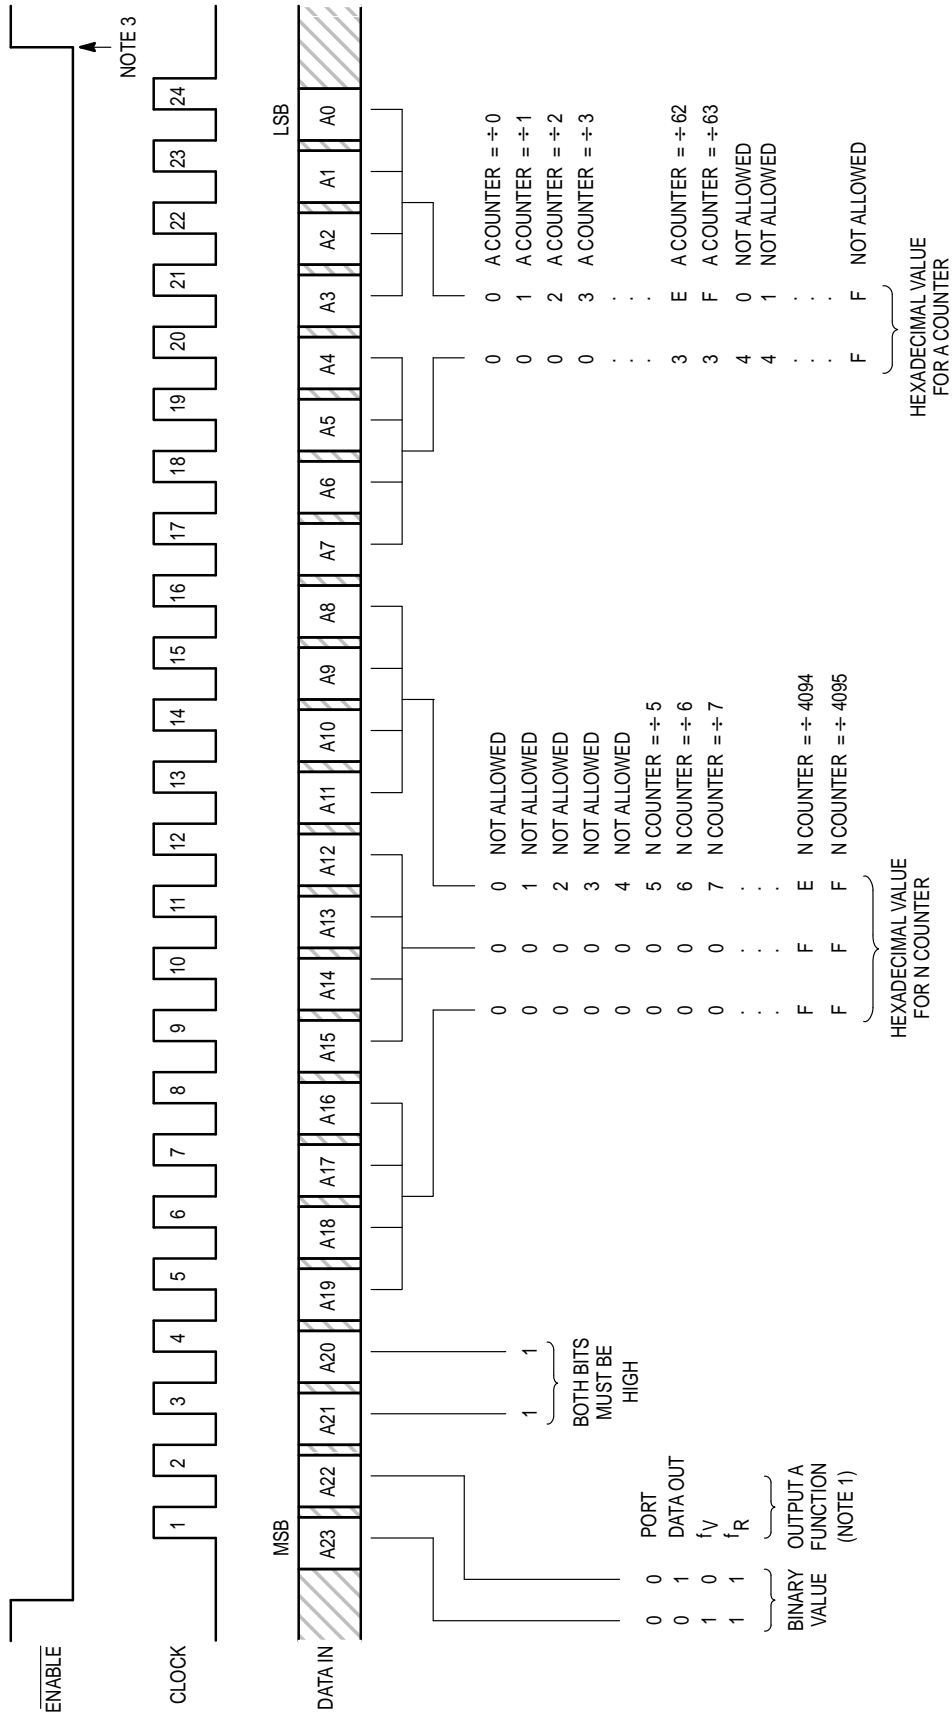 ENABLE
NOTE 3
CLOCK
1 2 3 4 5 6 7 8 9 10 11 12 13 14 15 16 17 18 19 20 21 22 23 24
MSB LSB
DATA IN
A23 A22 A21 A20 A19 A18 A17 A16 A15 A14 A13 A12 A11 A10 A9 A8 A7 A6 A5 A4 A3 A2 A1 A0
0 0 PORT
0 1 DATA OUT
1 0 fV
1 1 fR
BINARY
VALUE
OUTPUT A
FUNCTION
(NOTE 1)
1 1
BOTH BITS
MUST BE
HIGH
0 0 0 NOT ALLOWED
0 0 1 NOT ALLOWED
0 0 2 NOT ALLOWED
0 0 3 NOT ALLOWED
0 0 4 NOT ALLOWED
0 0 5 N COUNTER = ÷ 5
0 0 6 N COUNTER = ÷ 6
0 0 7 N COUNTER = ÷ 7
. . .
. . .
F F E N COUNTER = ÷ 4094
F F F N COUNTER = ÷ 4095
HEXADECIMAL VALUE
FOR N COUNTER
0 0 A COUNTER = ÷ 0
0 1 A COUNTER = ÷ 1
0 2 A COUNTER = ÷ 2
0 3 A COUNTER = ÷ 3
. .
. .
3 E A COUNTER = ÷ 62
3 F A COUNTER = ÷ 63
4 0 NOT ALLOWED
4 1 NOT ALLOWED
. .
. .
F F NOT ALLOWED
HEXADECIMAL VALUE
FOR A COUNTER